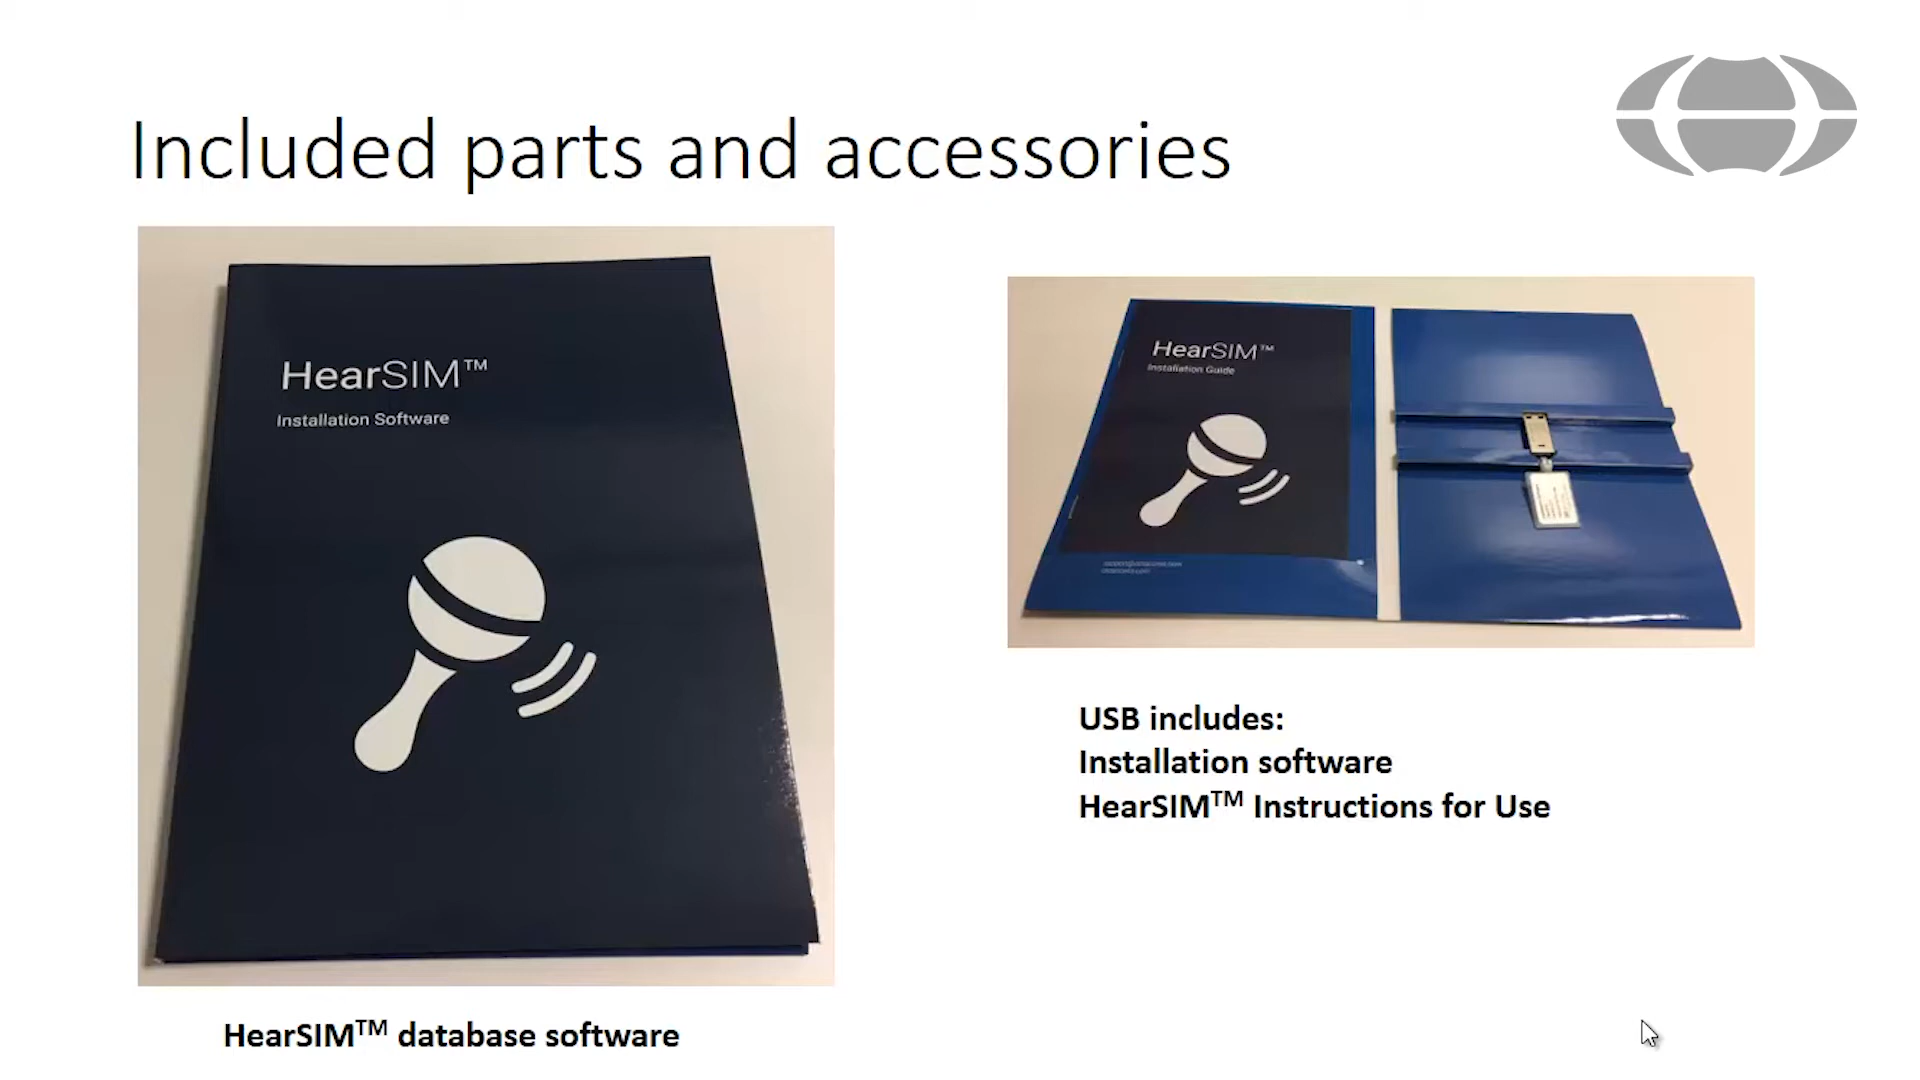 Included parts and accessories
HearSIM™
Installation Software
HearSIM™
Installation Guide
USB includes:
Installation software
HearSIM™ Instructions for Use
HearSIM™ database software